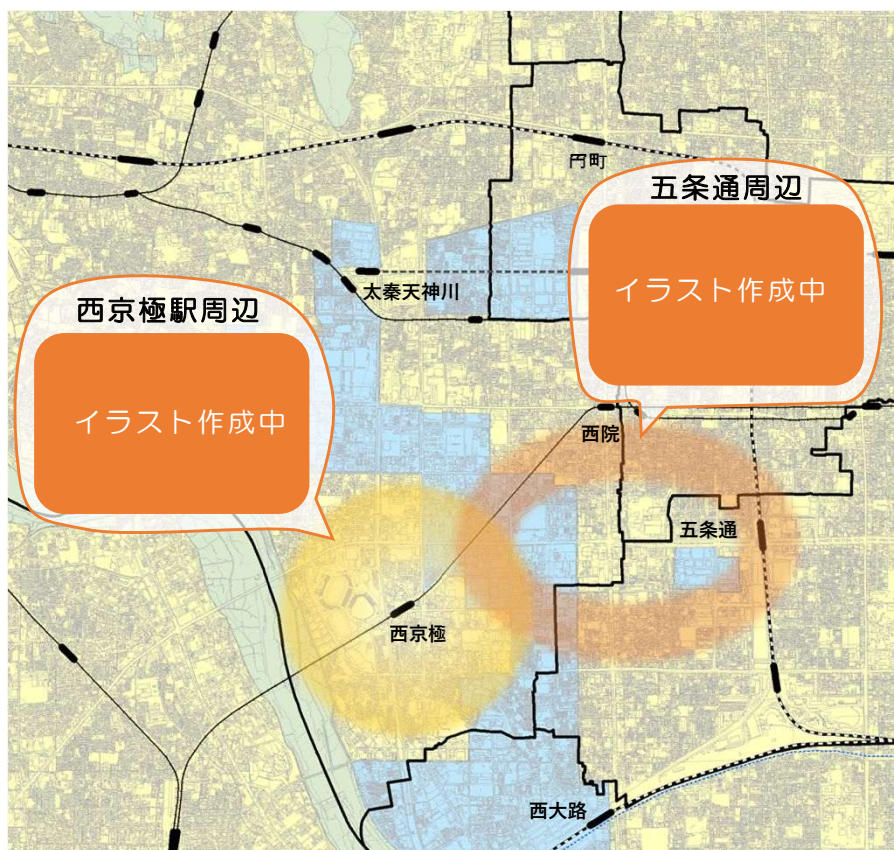 円町
五条通周辺
イラスト作成中
太秦天神川
西京極駅周辺
イラスト作成中
西院
五条通
西京極
西大路